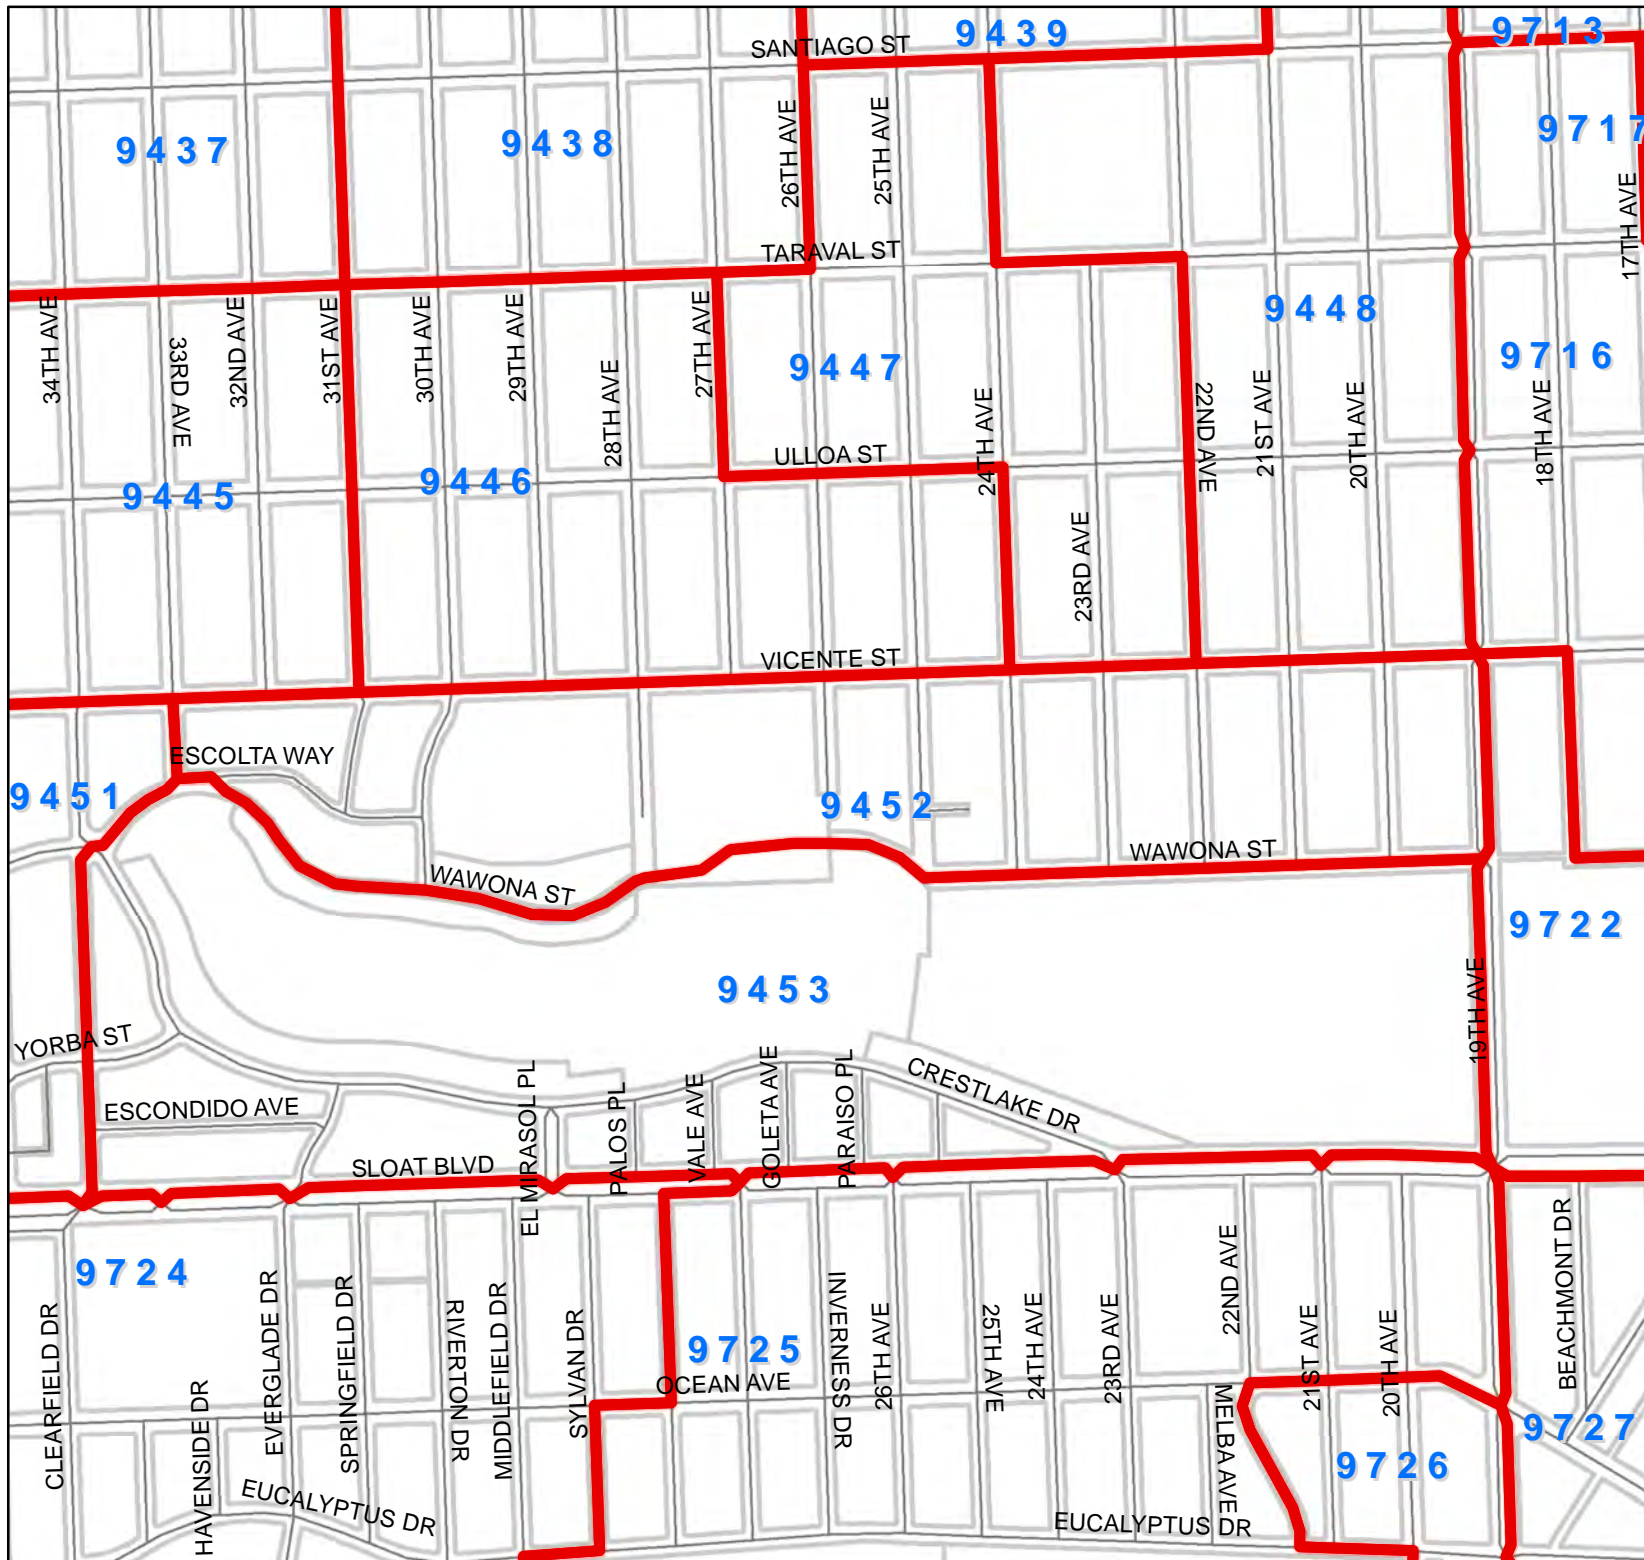 9439
9713
SANTIAGO ST
9437
9438
26TH AVE
25TH AVE
9717
17TH AVE
TARAVAL ST
34TH AVE
33RD AVE
32ND AVE
31ST AVE
30TH AVE
29TH AVE
28TH AVE
27TH AVE
9447
9448
9716
24TH AVE
22ND AVE
21ST AVE
20TH AVE
18TH AVE
ULLOA ST
9445
9446
23RD AVE
VICENTE ST
ESCOLTA WAY
9451
9452
WAWONA ST
WAWONA ST
9722
9453
19TH AVE
YORBA ST
CRESTLAKE DR
ESCONDIDO AVE
EL MIRASOL PL
PALOS PL
VALE AVE
GOLETA AVE
PARAISO PL
SLOAT BLVD
9724
CLEARFIELD DR
HAVENSIDE DR
EVERGLADE DR
SPRINGFIELD DR
RIVERTON DR
MIDDLEFIELD DR
SYLVAN DR
9725
OCEAN AVE
INVERNESS DR
26TH AVE
25TH AVE
24TH AVE
23RD AVE
22ND AVE
MELBA AVE
21ST AVE
20TH AVE
BEACHMONT DR
9727
9726
EUCALYPTUS DR
EUCALYPTUS DR